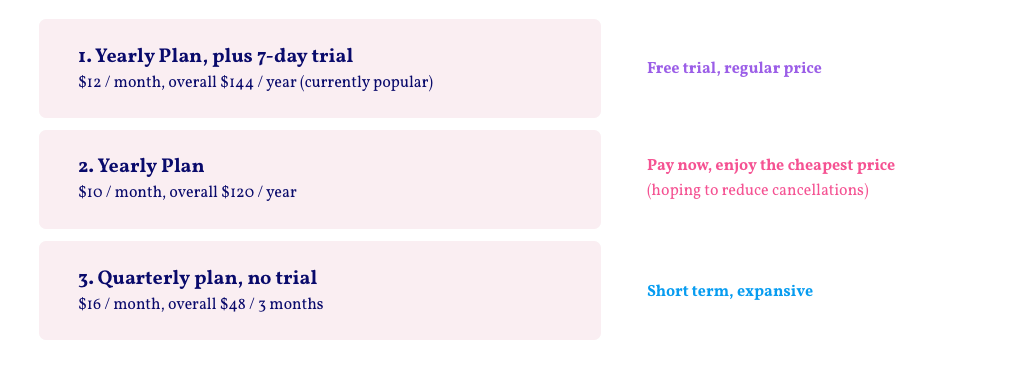 1. Yearly Plan, plus 7-day trial
$12 / month, overall $144 / year (currently popular)
Free trial, regular price
2. Yearly Plan
$10 / month, overall $120 / year
Pay now, enjoy the cheapest price
(hoping to reduce cancellations)
3. Quarterly plan, no trial
$16 / month, overall $48 / 3 months
Short term, expansive